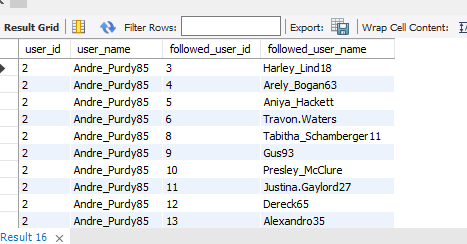 Result Grid Filter Rows: Export: Wrap Cell Content:
user_id user_name followed_user_id followed_user_name
2 Andre_Purdy85 3 Harley_Lind18
2 Andre_Purdy85 4 Arely_Bogan63
2 Andre_Purdy85 5 Aniya_Hackett
2 Andre_Purdy85 6 Travon.Waters
2 Andre_Purdy85 8 Tabitha_Schamberger11
2 Andre_Purdy85 9 Gus93
2 Andre_Purdy85 10 Presley_McClure
2 Andre_Purdy85 11 Justina.Gaylord27
2 Andre_Purdy85 12 Dereck65
2 Andre_Purdy85 13 Alexandro35
Result 16